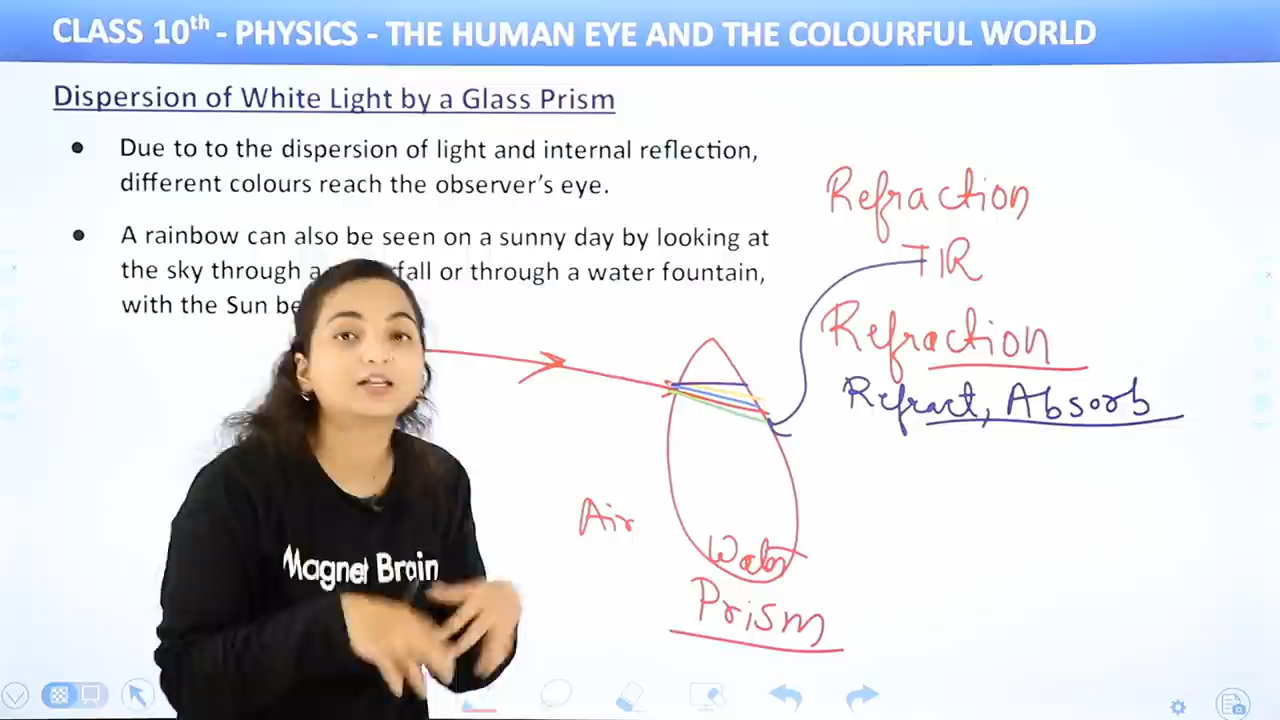 CLASS 10th - PHYSICS - THE HUMAN EYE AND THE COLOURFUL WORLD
Dispersion of White Light by a Glass Prism
Due to to the dispersion of light and internal reflection,
different colours reach the observer's eye.
A rainbow can also be seen on a sunny day by looking at
the sky through a fall or through a water fountain,
with the Sun
Refraction
TIR
Refraction
Refract, Absorb
Air
Water
Prism
Magnet Brain